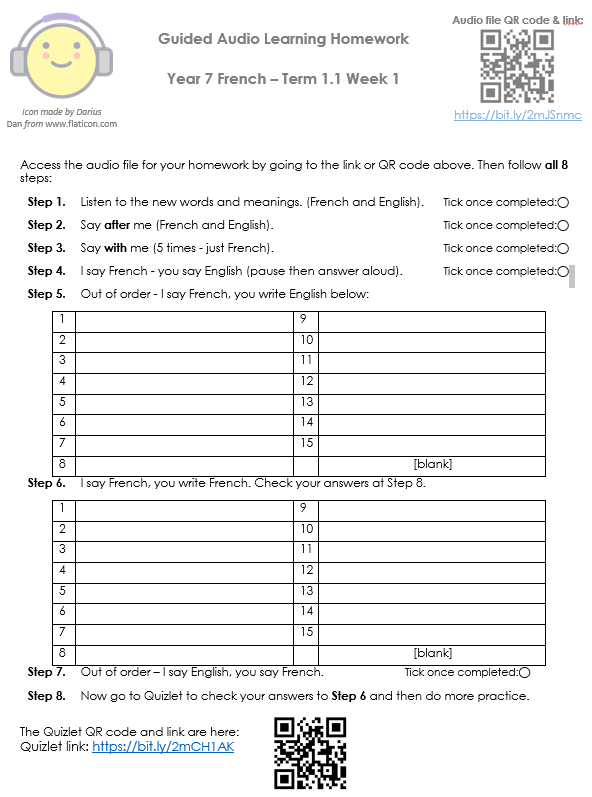 Audio file QR code & link:
Guided Audio Learning Homework
Year 7 French – Term 1.1 Week 1
https://bit.ly/2mJSnmc
Icon made by Darius
Dan from www.flaticon.com
Access the audio file for your homework by going to the link or QR code above. Then follow all 8
steps:
Step 1. Listen to the new words and meanings. (French and English). Tick once completed:
Step 2. Say after me (French and English). Tick once completed:
Step 3. Say with me (5 times - just French). Tick once completed:
Step 4. I say French - you say English (pause then answer aloud). Tick once completed:
Step 5. Out of order - I say French, you write English below:
1 9
2 10
3 11
4 12
5 13
6 14
7 15
8 [blank]
Step 6. I say French, you write French. Check your answers at Step 8.
1 9
2 10
3 11
4 12
5 13
6 14
7 15
8 [blank]
Step 7. Out of order – I say English, you say French. Tick once completed:
Step 8. Now go to Quizlet to check your answers to Step 6 and then do more practice.
The Quizlet QR code and link are here:
Quizlet link: https://bit.ly/2mCH1AK